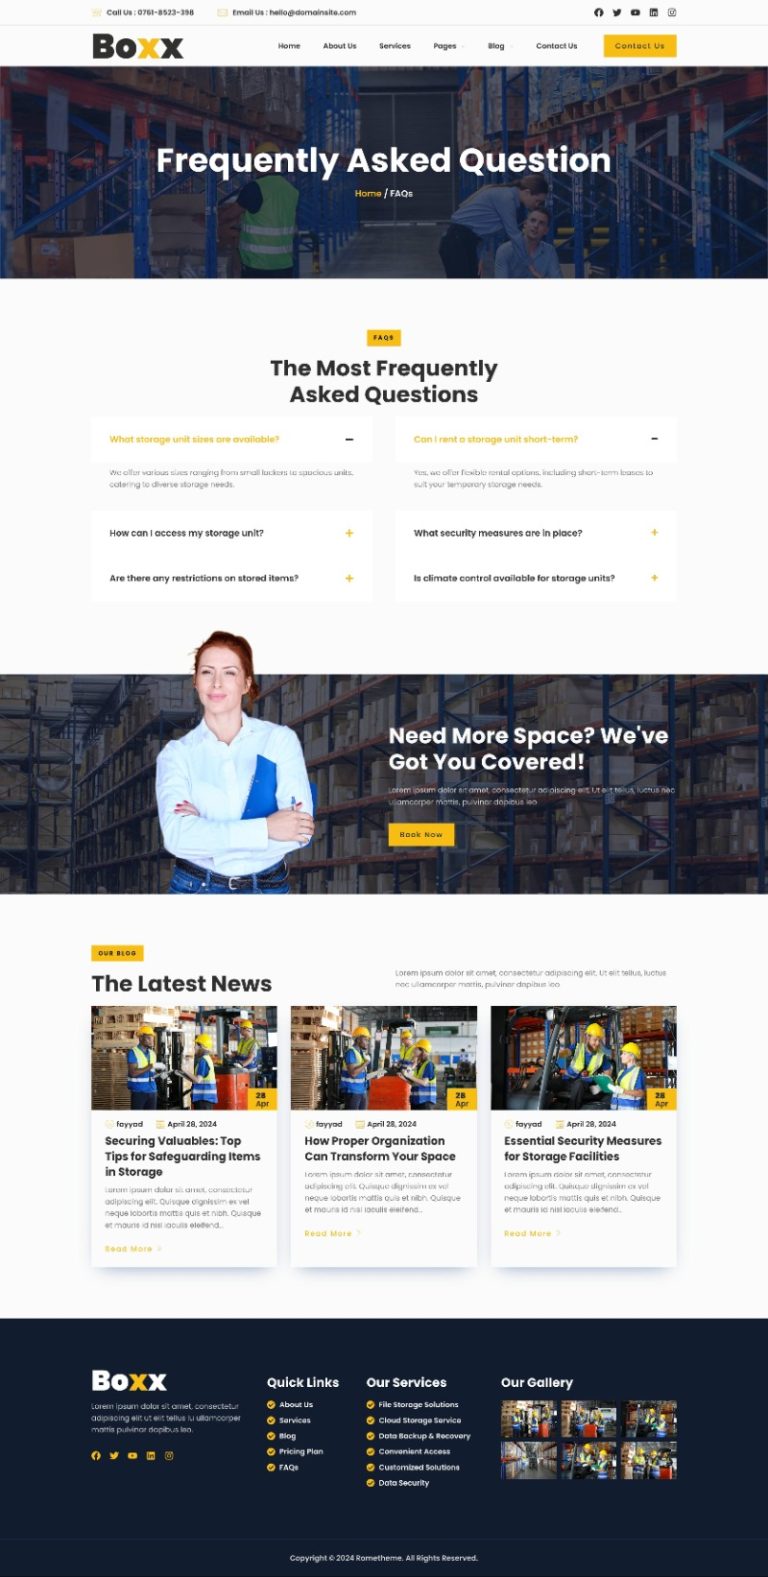 Call Us : 0761-8523-398
Email Us : hello@domainsite.com
Boxx
Home
About Us
Services
Pages
Blog
Contact Us
Contact Us
Frequently Asked Question
Home / FAQs
FAQS
The Most Frequently
Asked Questions
What storage unit sizes are available?
We offer various sizes ranging from small lockers to spacious units,
catering to diverse storage needs.
How can I access my storage unit?
Are there any restrictions on stored items?
Can I rent a storage unit short-term?
Yes, we offer flexible rental options, including short-term leases to
suit your temporary storage needs.
What security measures are in place?
Is climate control available for storage units?
Need More Space? We've
Got You Covered!
Lorem ipsum dolor sit amet, consectetur adipiscing elit. Ut elit tellus, luctus nec
ullamcorper mattis, pulvinar dapibus leo
Book Now
OUR BLOG
The Latest News
Lorem ipsum dolor sit amet, consectetur adipiscing elit. Ut elit tellus, luctus
nec ullamcorper mattis, pulvinar dapibus leo
28
Apr
fayyad
April 28, 2024
Securing Valuables: Top
Tips for Safeguarding Items
in Storage
Lorem ipsum dolor sit amet, consectetur
adipiscing elit. Quisque dignissim ex vel
neque lobortis mattis quis et nibh. Quisque
et mauris id nisl iaculis eleifend...
Read More
28
Apr
fayyad
April 28, 2024
How Proper Organization
Can Transform Your Space
Lorem ipsum dolor sit amet, consectetur
adipiscing elit. Quisque dignissim ex vel
neque lobortis mattis quis et nibh. Quisque
et mauris id nisl iaculis eleifend...
Read More
28
Apr
fayyad
April 28, 2024
Essential Security Measures
for Storage Facilities
Lorem ipsum dolor sit amet, consectetur
adipiscing elit. Quisque dignissim ex vel
neque lobortis mattis quis et nibh. Quisque
et mauris id nisl iaculis eleifend...
Read More
Boxx
Lorem ipsum dolor sit amet, consectetur
adipiscing elit ut elit tellus lu ullamcorper
mattis pulvinar dapibus leo.
Quick Links
About Us
Services
Blog
Pricing Plan
FAQs
Our Services
File Storage Solutions
Cloud Storage Service
Data Backup & Recovery
Convenient Access
Customized Solutions
Data Security
Our Gallery
Copyright © 2024 Rometheme. All Rights Reserved.